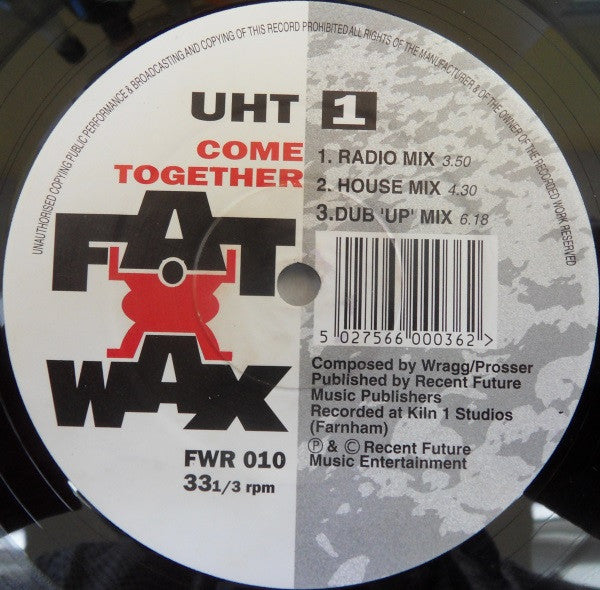 UNAUTHORISED COPYING PUBLIC PERFORMANCE & BROADCASTING AND COPYING OF THIS RECORD PROHIBITED ALL RIGHTS OF THE MANUFACTURER & OF THE OWNER OF THE RECORDED WORK RESERVED
UHT 1
COME
TOGETHER
FAT
WAX
FWR 010
331/3 rpm
1. RADIO MIX 3.50
2. HOUSE MIX 4.30
3.DUB 'UP' MIX 6.18
5 027566 000362 >
Composed by Wragg/Prosser
Published by Recent Future
Music Publishers
Recorded at Kiln 1 Studios
(Farnham)
℗ & © Recent Future
Music Entertainment